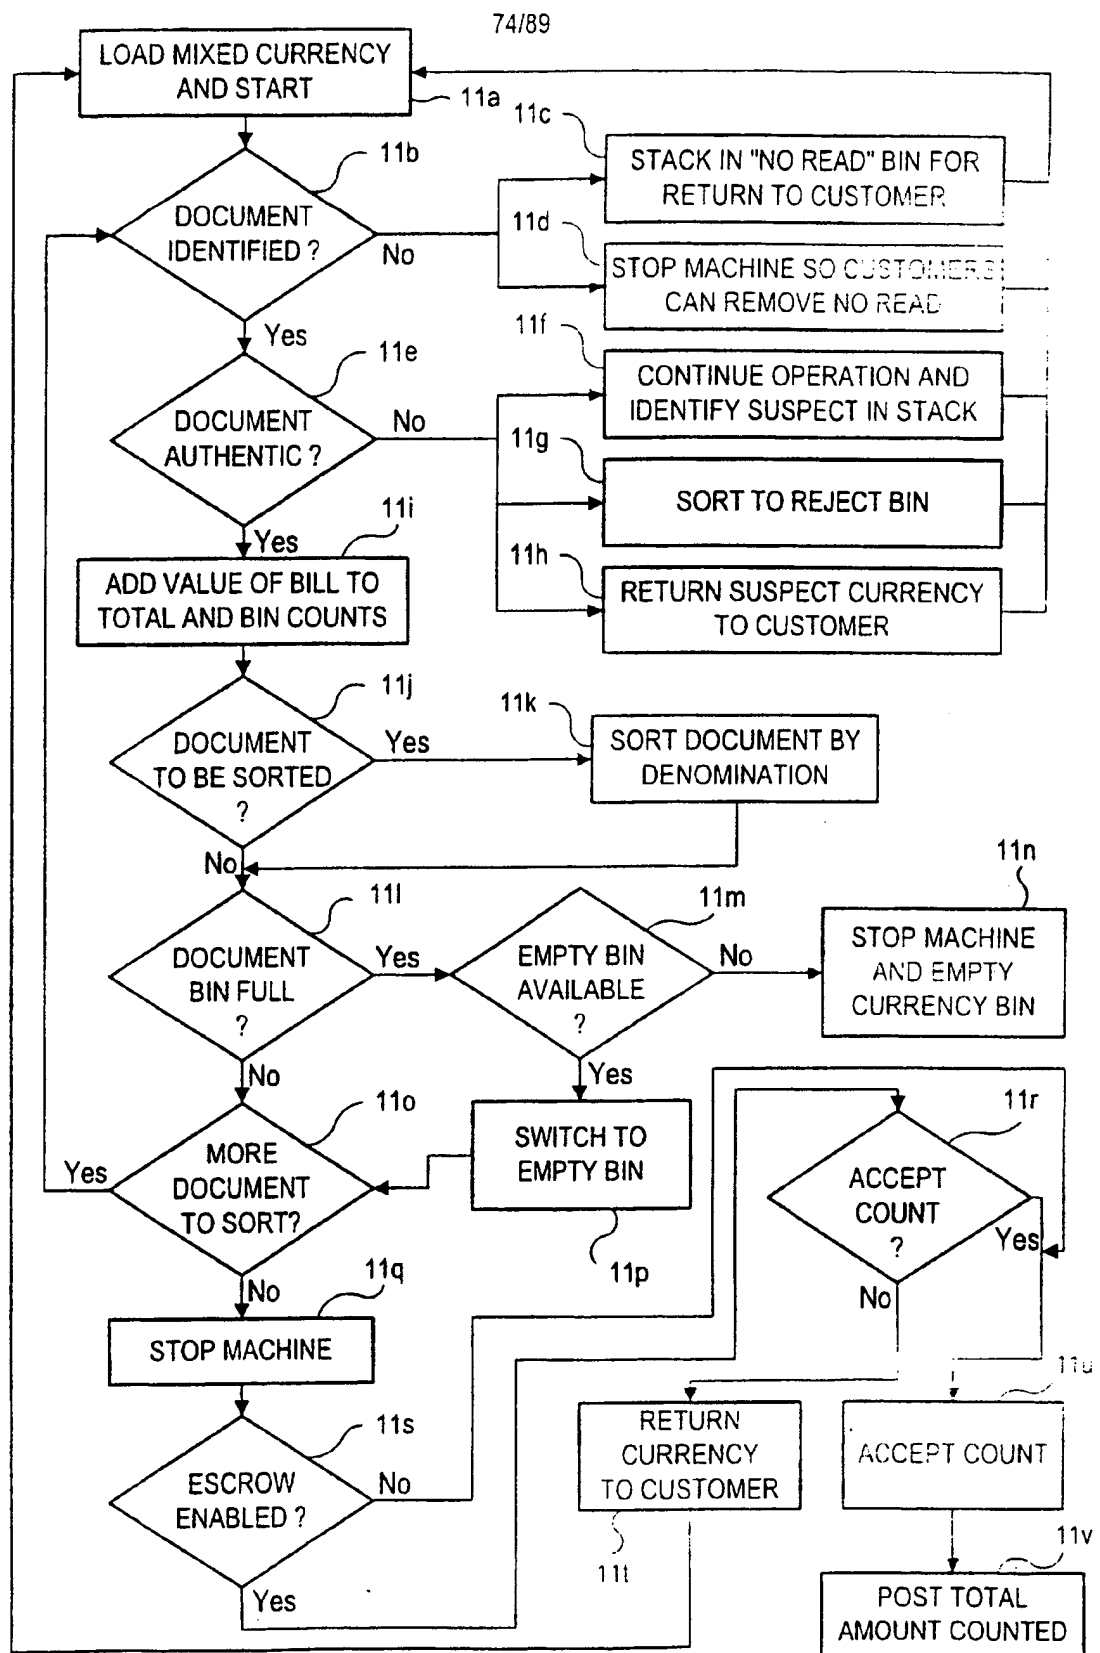 74/89
LOAD MIXED CURRENCY
AND START
11a
11b
DOCUMENT
IDENTIFIED ?
No
Yes
11c
STACK IN "NO READ" BIN FOR
RETURN TO CUSTOMER
11d
STOP MACHINE SO CUSTOMERS
CAN REMOVE NO READ
11e
DOCUMENT
AUTHENTIC ?
No
Yes
11f
CONTINUE OPERATION AND
IDENTIFY SUSPECT IN STACK
11g
SORT TO REJECT BIN
11h
RETURN SUSPECT CURRENCY
TO CUSTOMER
11i
ADD VALUE OF BILL TO
TOTAL AND BIN COUNTS
11j
DOCUMENT
TO BE SORTED
?
Yes
No
11k
SORT DOCUMENT BY
DENOMINATION
11l
DOCUMENT
BIN FULL
?
Yes
No
11m
EMPTY BIN
AVAILABLE
?
No
Yes
11n
STOP MACHINE
AND EMPTY
CURRENCY BIN
11o
MORE
DOCUMENT
TO SORT?
Yes
No
SWITCH TO
EMPTY BIN
11p
11r
ACCEPT
COUNT
?
Yes
No
11q
STOP MACHINE
11s
ESCROW
ENABLED ?
No
Yes
RETURN
CURRENCY
TO CUSTOMER
11t
11u
ACCEPT COUNT
11v
POST TOTAL
AMOUNT COUNTED